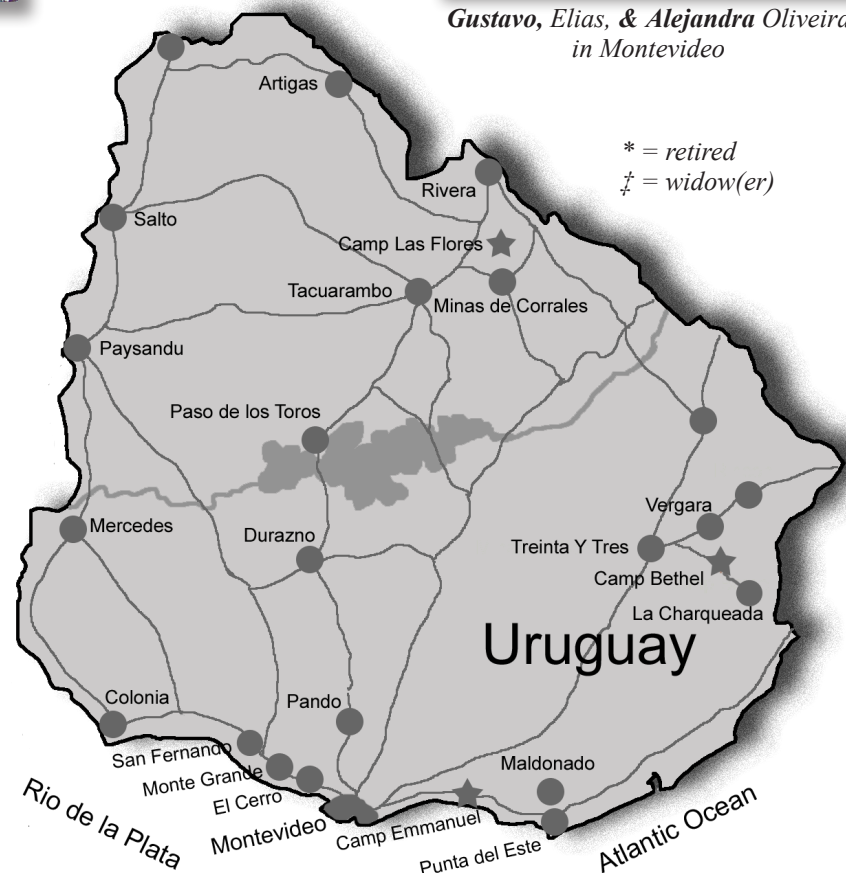 Gustavo, Elias, & Alejandra Oliveira
in Montevideo
* = retired
‡ = widow(er)
Artigas
Rivera
Salto
Camp Las Flores
Tacuarambo
Minas de Corrales
Paysandu
Paso de los Toros
Vergara
Mercedes
Durazno
Treinta Y Tres
Camp Bethel
La Charqueada
Uruguay
Colonia
Pando
San Fernando
Maldonado
Monte Grande
El Cerro
Rio de la Plata
Montevideo
Camp Emmanuel
Punta del Este
Atlantic Ocean